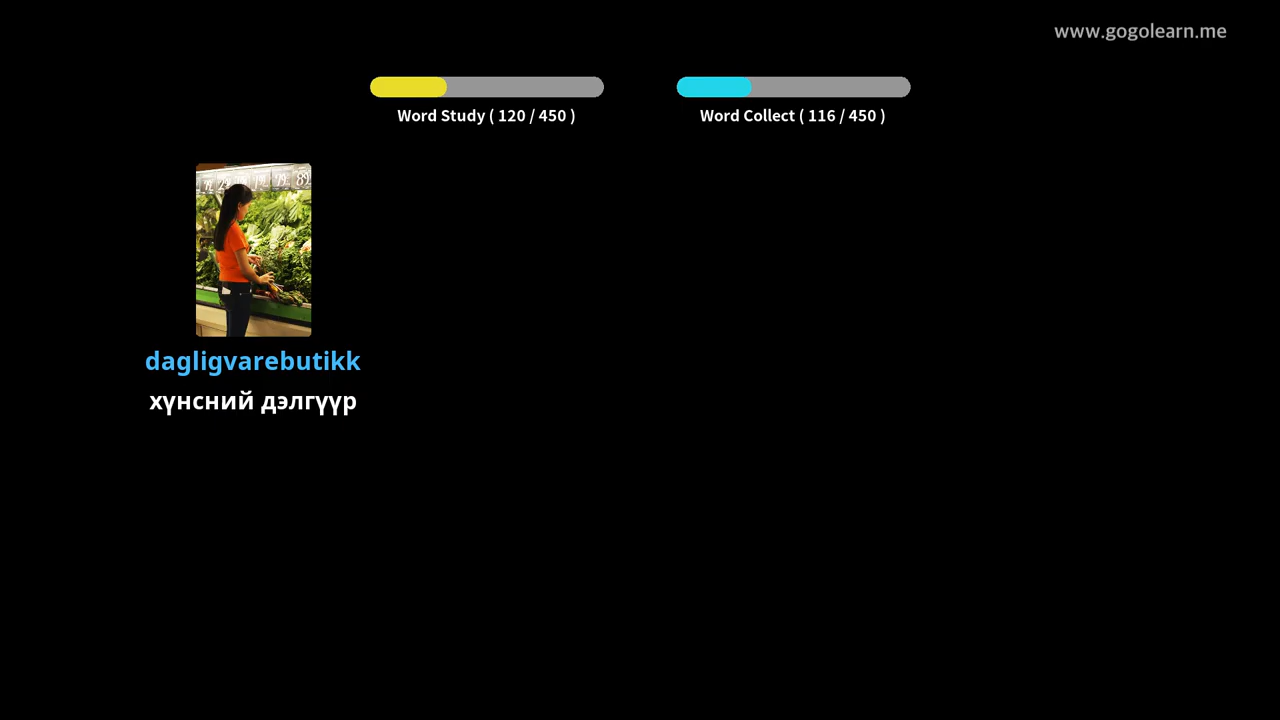 www.gogolearn.me
Word Study ( 120 / 450 )
Word Collect ( 116 / 450 )
dagligvarebutikk
хүнсний дэлгүүр